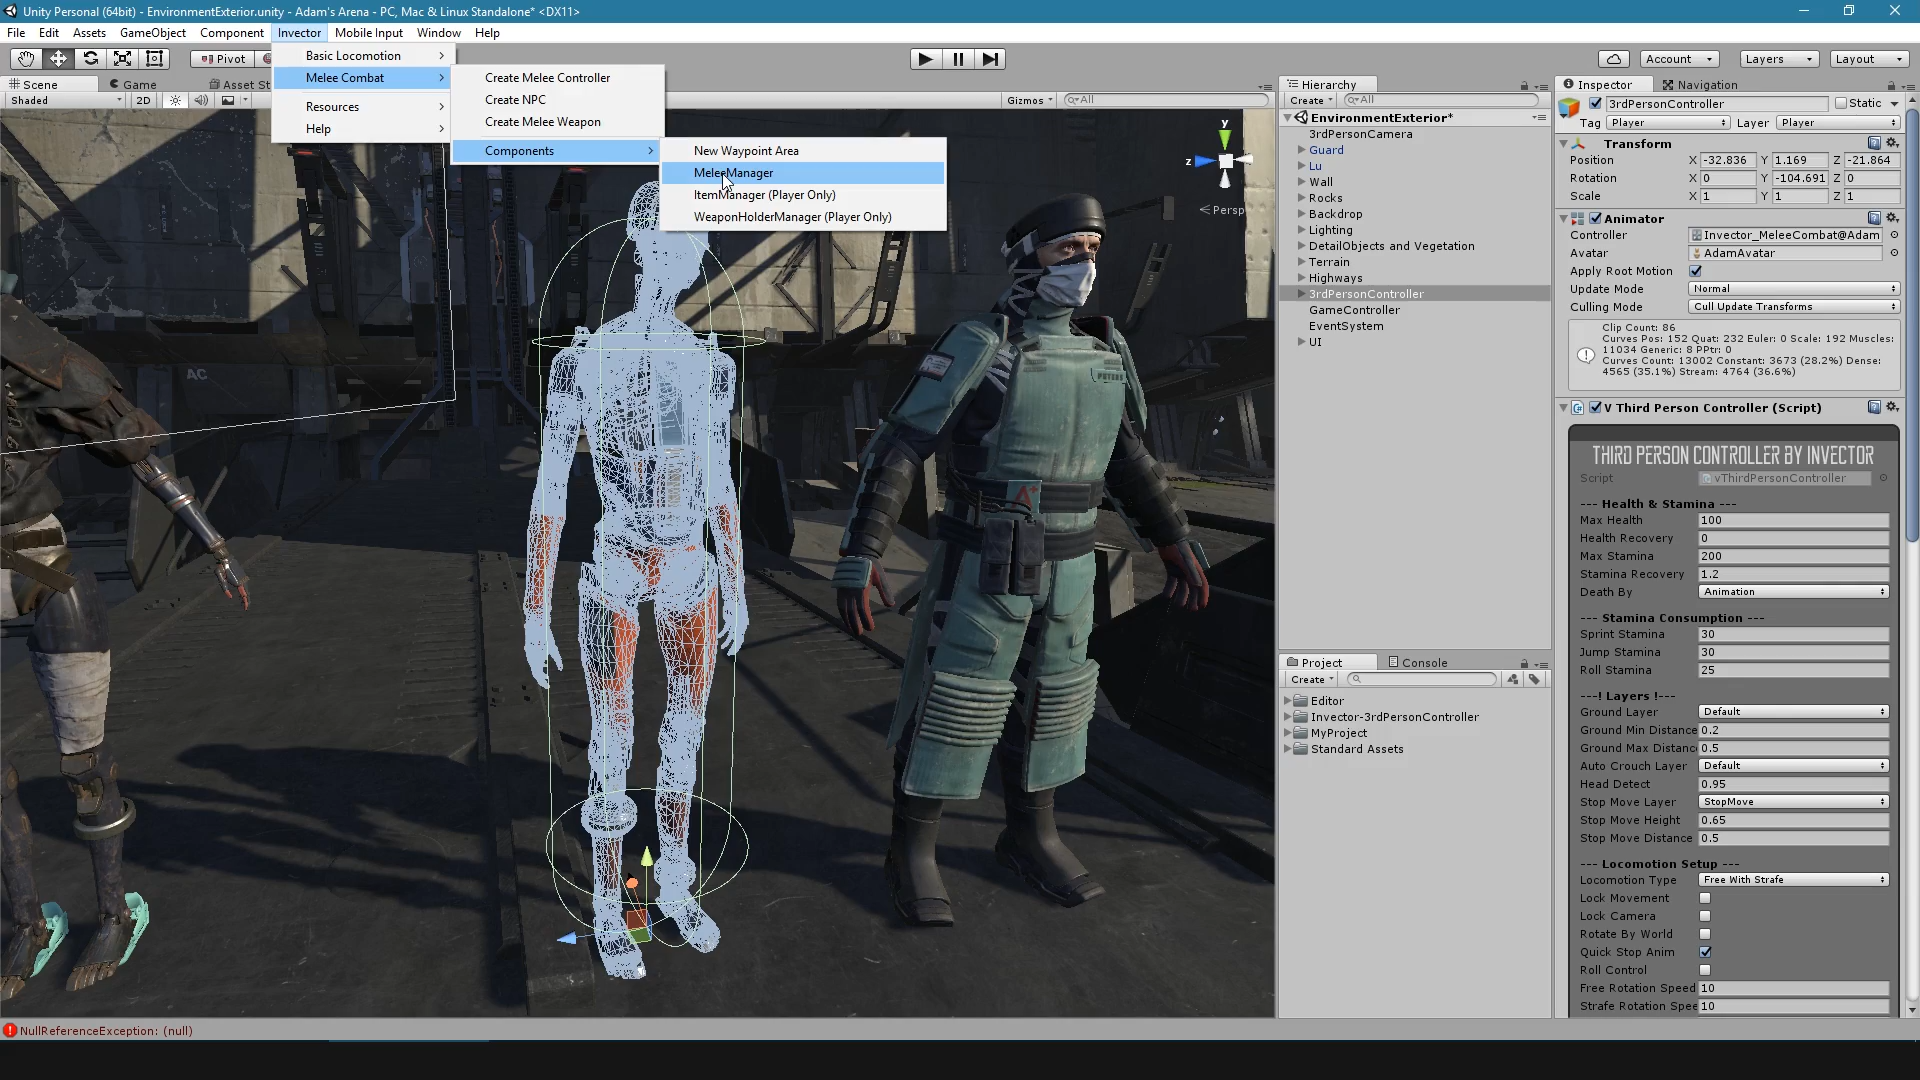 Unity Personal (64bit) - EnvironmentExterior.unity - Adam's Arena - PC, Mac & Linux Standalone* <DX11>
File Edit Assets GameObject Component Invector Mobile Input Window Help
Pivot
Account Layers Layout
Basic Locomotion
Melee Combat
Resources
Help
Create Melee Controller
Create NPC
Create Melee Weapon
Components
New Waypoint Area
MeleeManager
ItemManager (Player Only)
WeaponHolderManager (Player Only)
Scene Game Asset St
Shaded 2D Gizmos All
y
z
Persp
AC
PETERS
A
Hierarchy
Create All
EnvironmentExterior*
3rdPersonCamera
Guard
Lu
Wall
Rocks
Backdrop
Lighting
DetailObjects and Vegetation
Terrain
Highways
3rdPersonController
GameController
EventSystem
UI
Project Console
Create
Editor
Invector-3rdPersonController
MyProject
Standard Assets
Inspector Navigation
3rdPersonController Static
Tag Player Layer Player
Transform
Position X -32.836 Y 1.169 Z -21.864
Rotation X 0 Y -104.691 Z 0
Scale X 1 Y 1 Z 1
Animator
Controller Invector_MeleeCombat@Adam
Avatar AdamAvatar
Apply Root Motion
Update Mode Normal
Culling Mode Cull Update Transforms
Clip Count: 86
Curves Pos: 152 Quat: 232 Euler: 0 Scale: 192 Muscles:
11034 Generic: 8 PPtr: 0
Curves Count: 13002 Constant: 3673 (28.2%) Dense:
4565 (35.1%) Stream: 4764 (36.6%)
V Third Person Controller (Script)
THIRD PERSON CONTROLLER BY INVECTOR
Script vThirdPersonController
--- Health & Stamina ---
Max Health 100
Health Recovery 0
Max Stamina 200
Stamina Recovery 1.2
Death By Animation
--- Stamina Consumption ---
Sprint Stamina 30
Jump Stamina 30
Roll Stamina 25
---! Layers !---
Ground Layer Default
Ground Min Distance 0.2
Ground Max Distanc 0.5
Auto Crouch Layer Default
Head Detect 0.95
Stop Move Layer StopMove
Stop Move Height 0.65
Stop Move Distance 0.5
--- Locomotion Setup ---
Locomotion Type Free With Strafe
Lock Movement
Lock Camera
Rotate By World
Quick Stop Anim
Roll Control
Free Rotation Speed 10
Strafe Rotation Spee 10
NullReferenceException: (null)